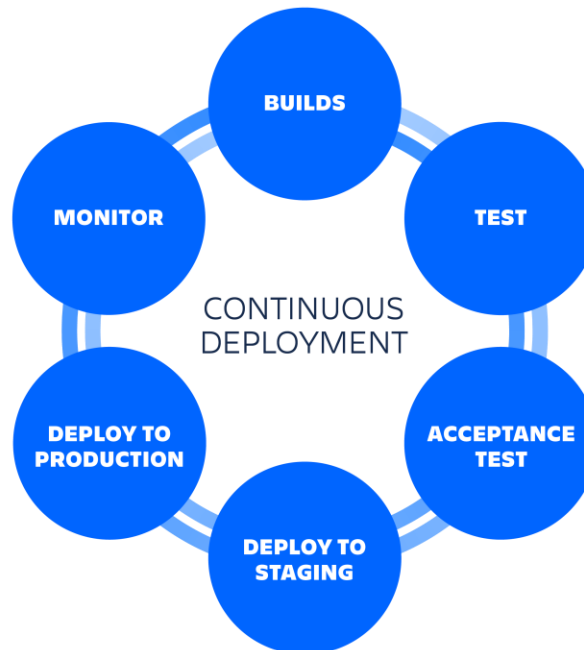 BUILDS
TEST
ACCEPTANCE
TEST
DEPLOY TO
STAGING
DEPLOY TO
PRODUCTION
MONITOR
CONTINUOUS
DEPLOYMENT